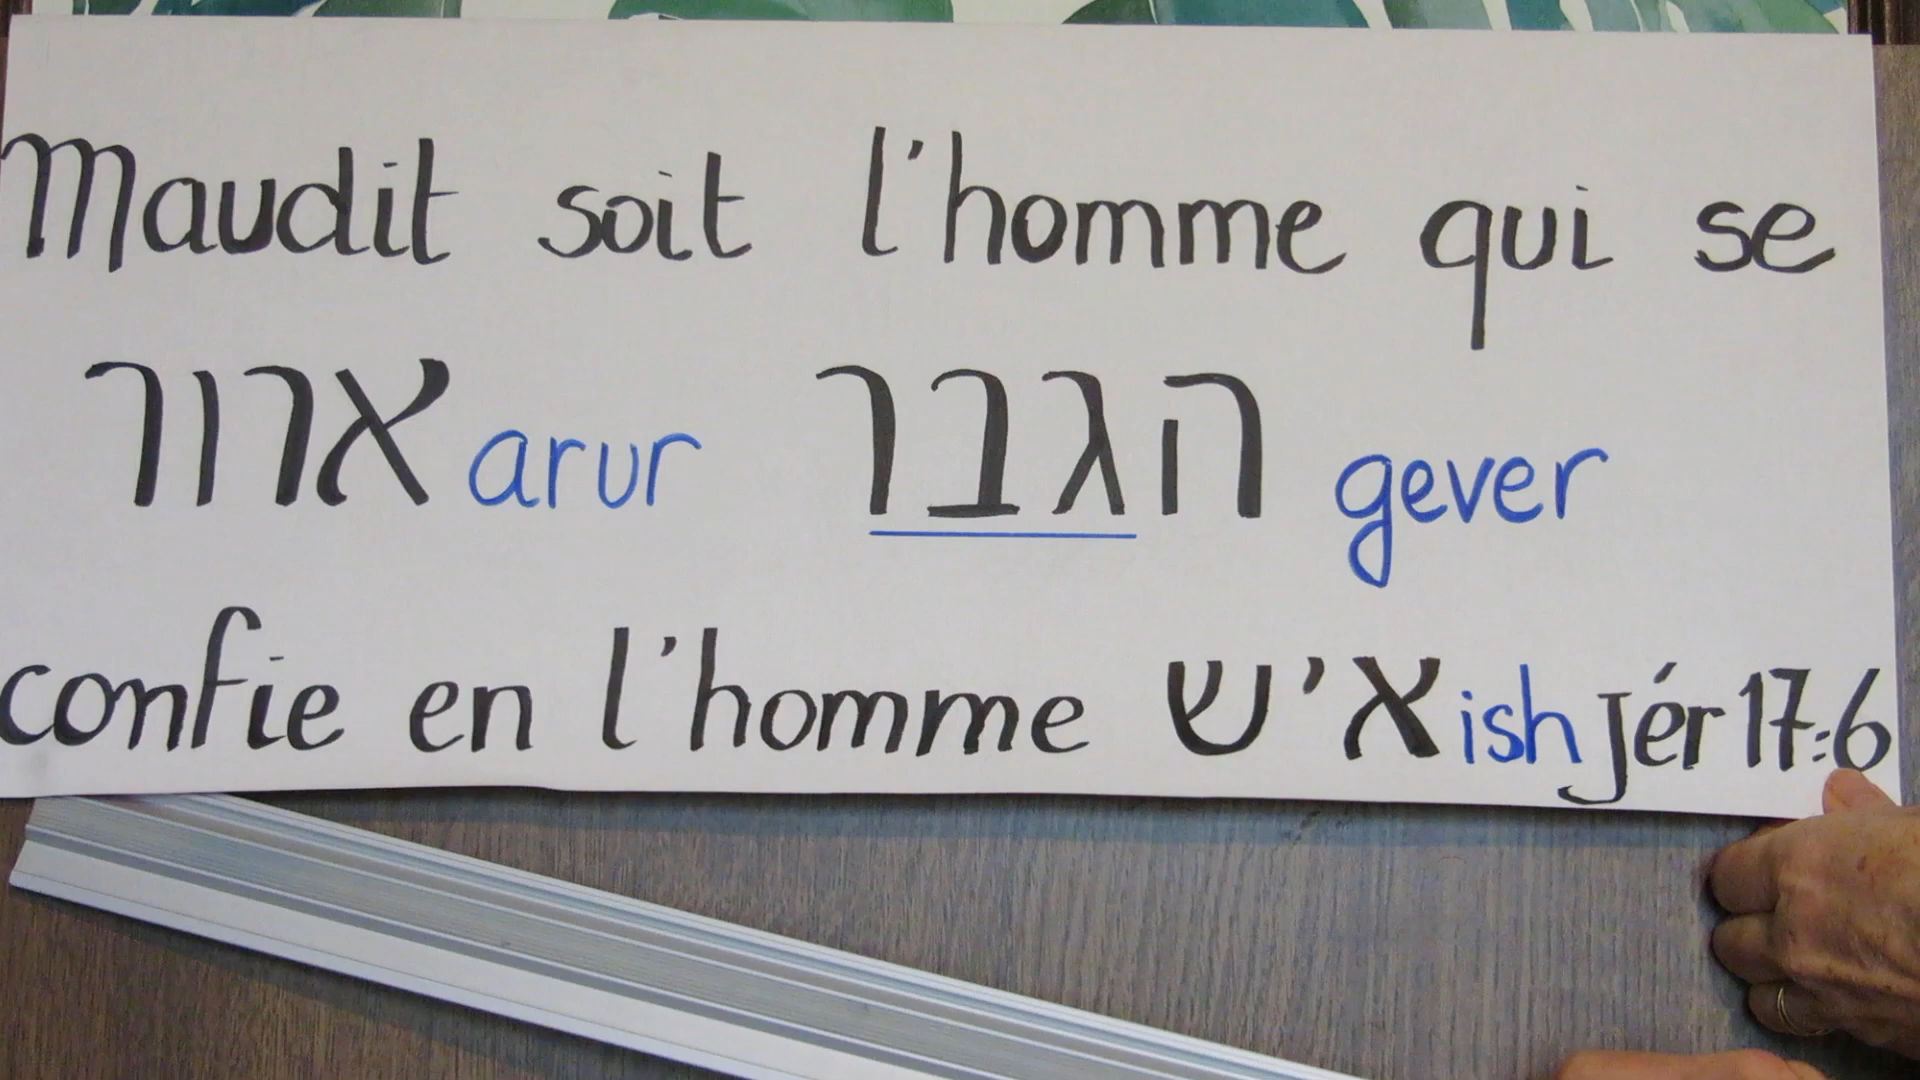 Maudit soit l'homme qui se
ארור arur הגבר gever
confie en l'homme איש ish Jér 17:6